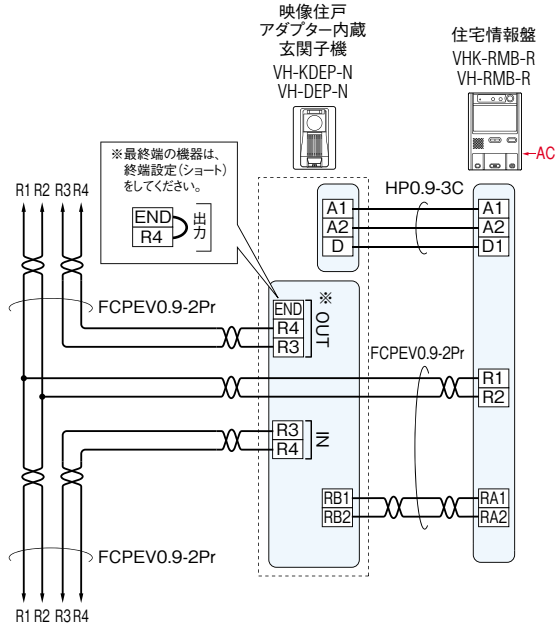 映像住戸
アダプター内蔵
玄関子機
VH-KDEP-N
VH-DEP-N
住宅情報盤
VHK-RMB-R
VH-RMB-R
AC
※最終端の機器は、
終端設定(ショート)
をしてください。
END
R4
出力
R1 R2 R3 R4
HP0.9-3C
A1
A2
D
A1
A2
D1
FCPEV0.9-2Pr
END
R4
R3
※
OUT
FCPEV0.9-2Pr
R1
R2
R3
R4
IN
RB1
RB2
RA1
RA2
FCPEV0.9-2Pr
R1 R2 R3 R4